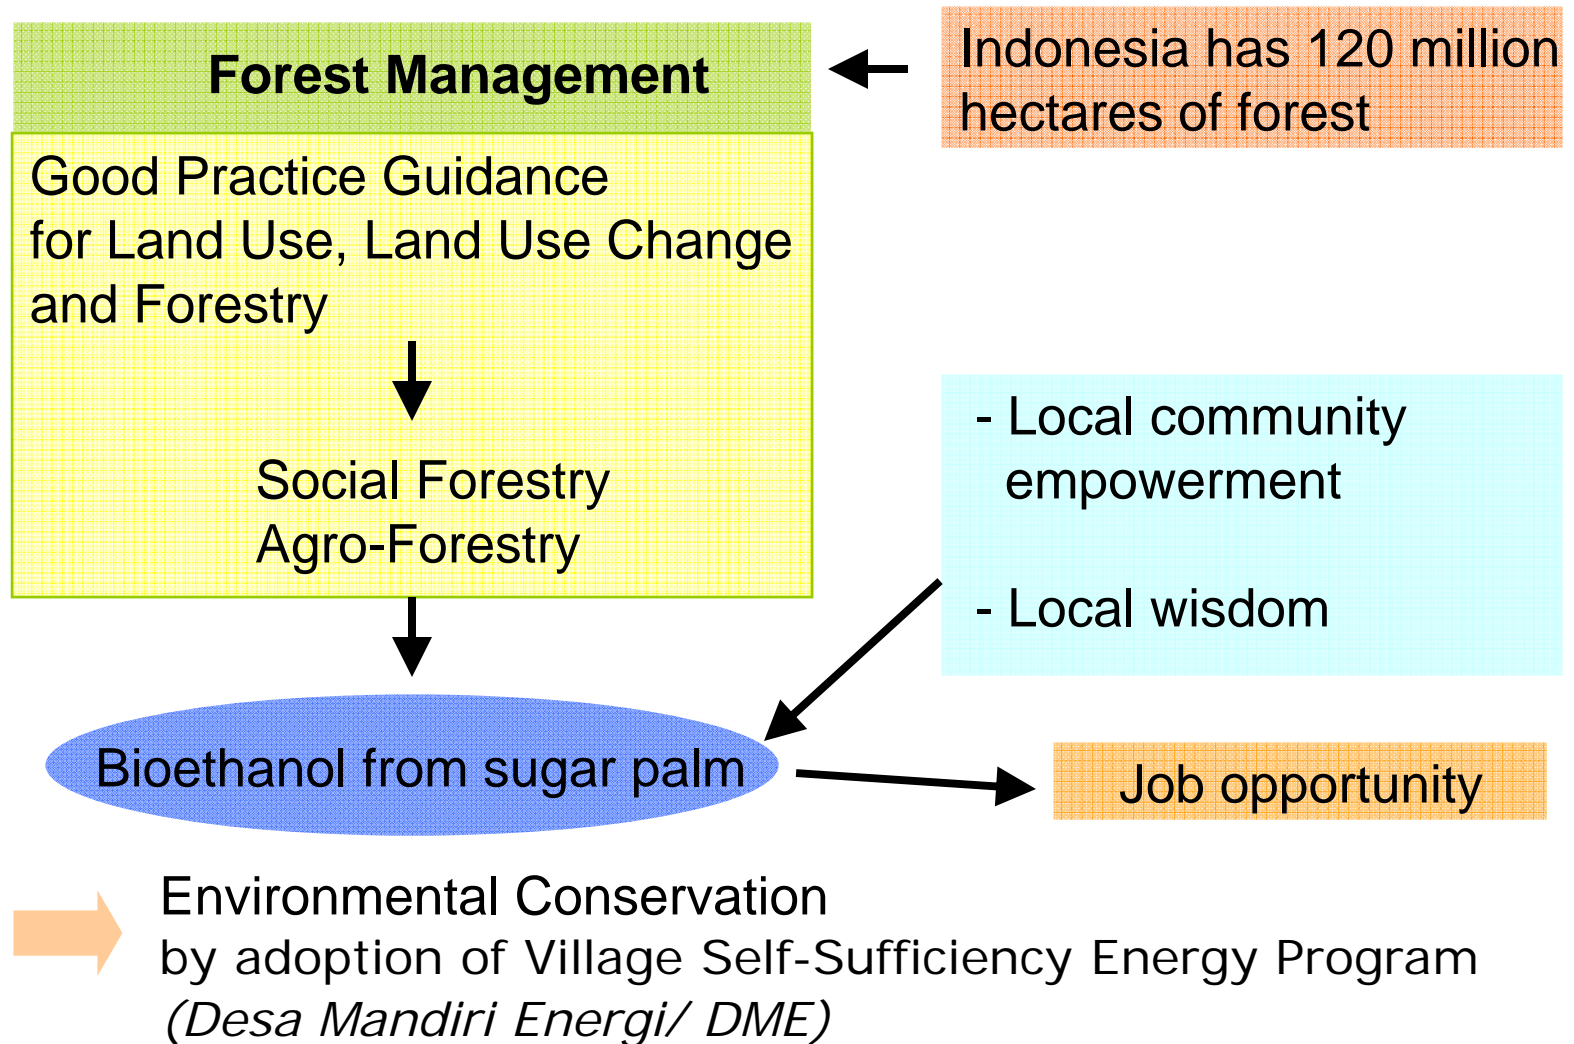 Forest Management
Indonesia has 120 million
hectares of forest
Good Practice Guidance
for Land Use, Land Use Change
and Forestry
Social Forestry
Agro-Forestry
- Local community
empowerment
- Local wisdom
Bioethanol from sugar palm
Job opportunity
Environmental Conservation
by adoption of Village Self-Sufficiency Energy Program
(Desa Mandiri Energi/ DME)